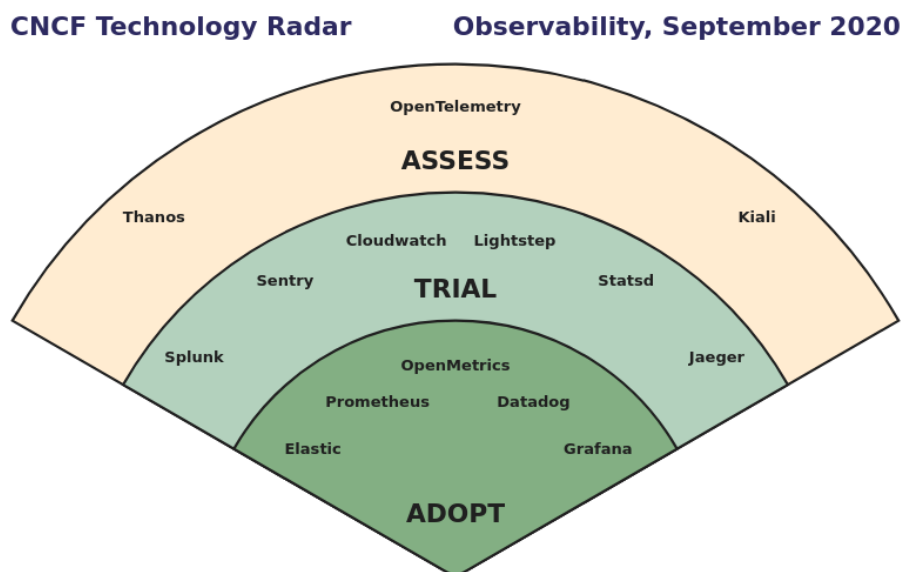 CNCF Technology Radar
Observability, September 2020
OpenTelemetry
ASSESS
Thanos
Kiali
Cloudwatch
Lightstep
Sentry
Statsd
TRIAL
Splunk
Jaeger
OpenMetrics
Prometheus
Datadog
Elastic
Grafana
ADOPT